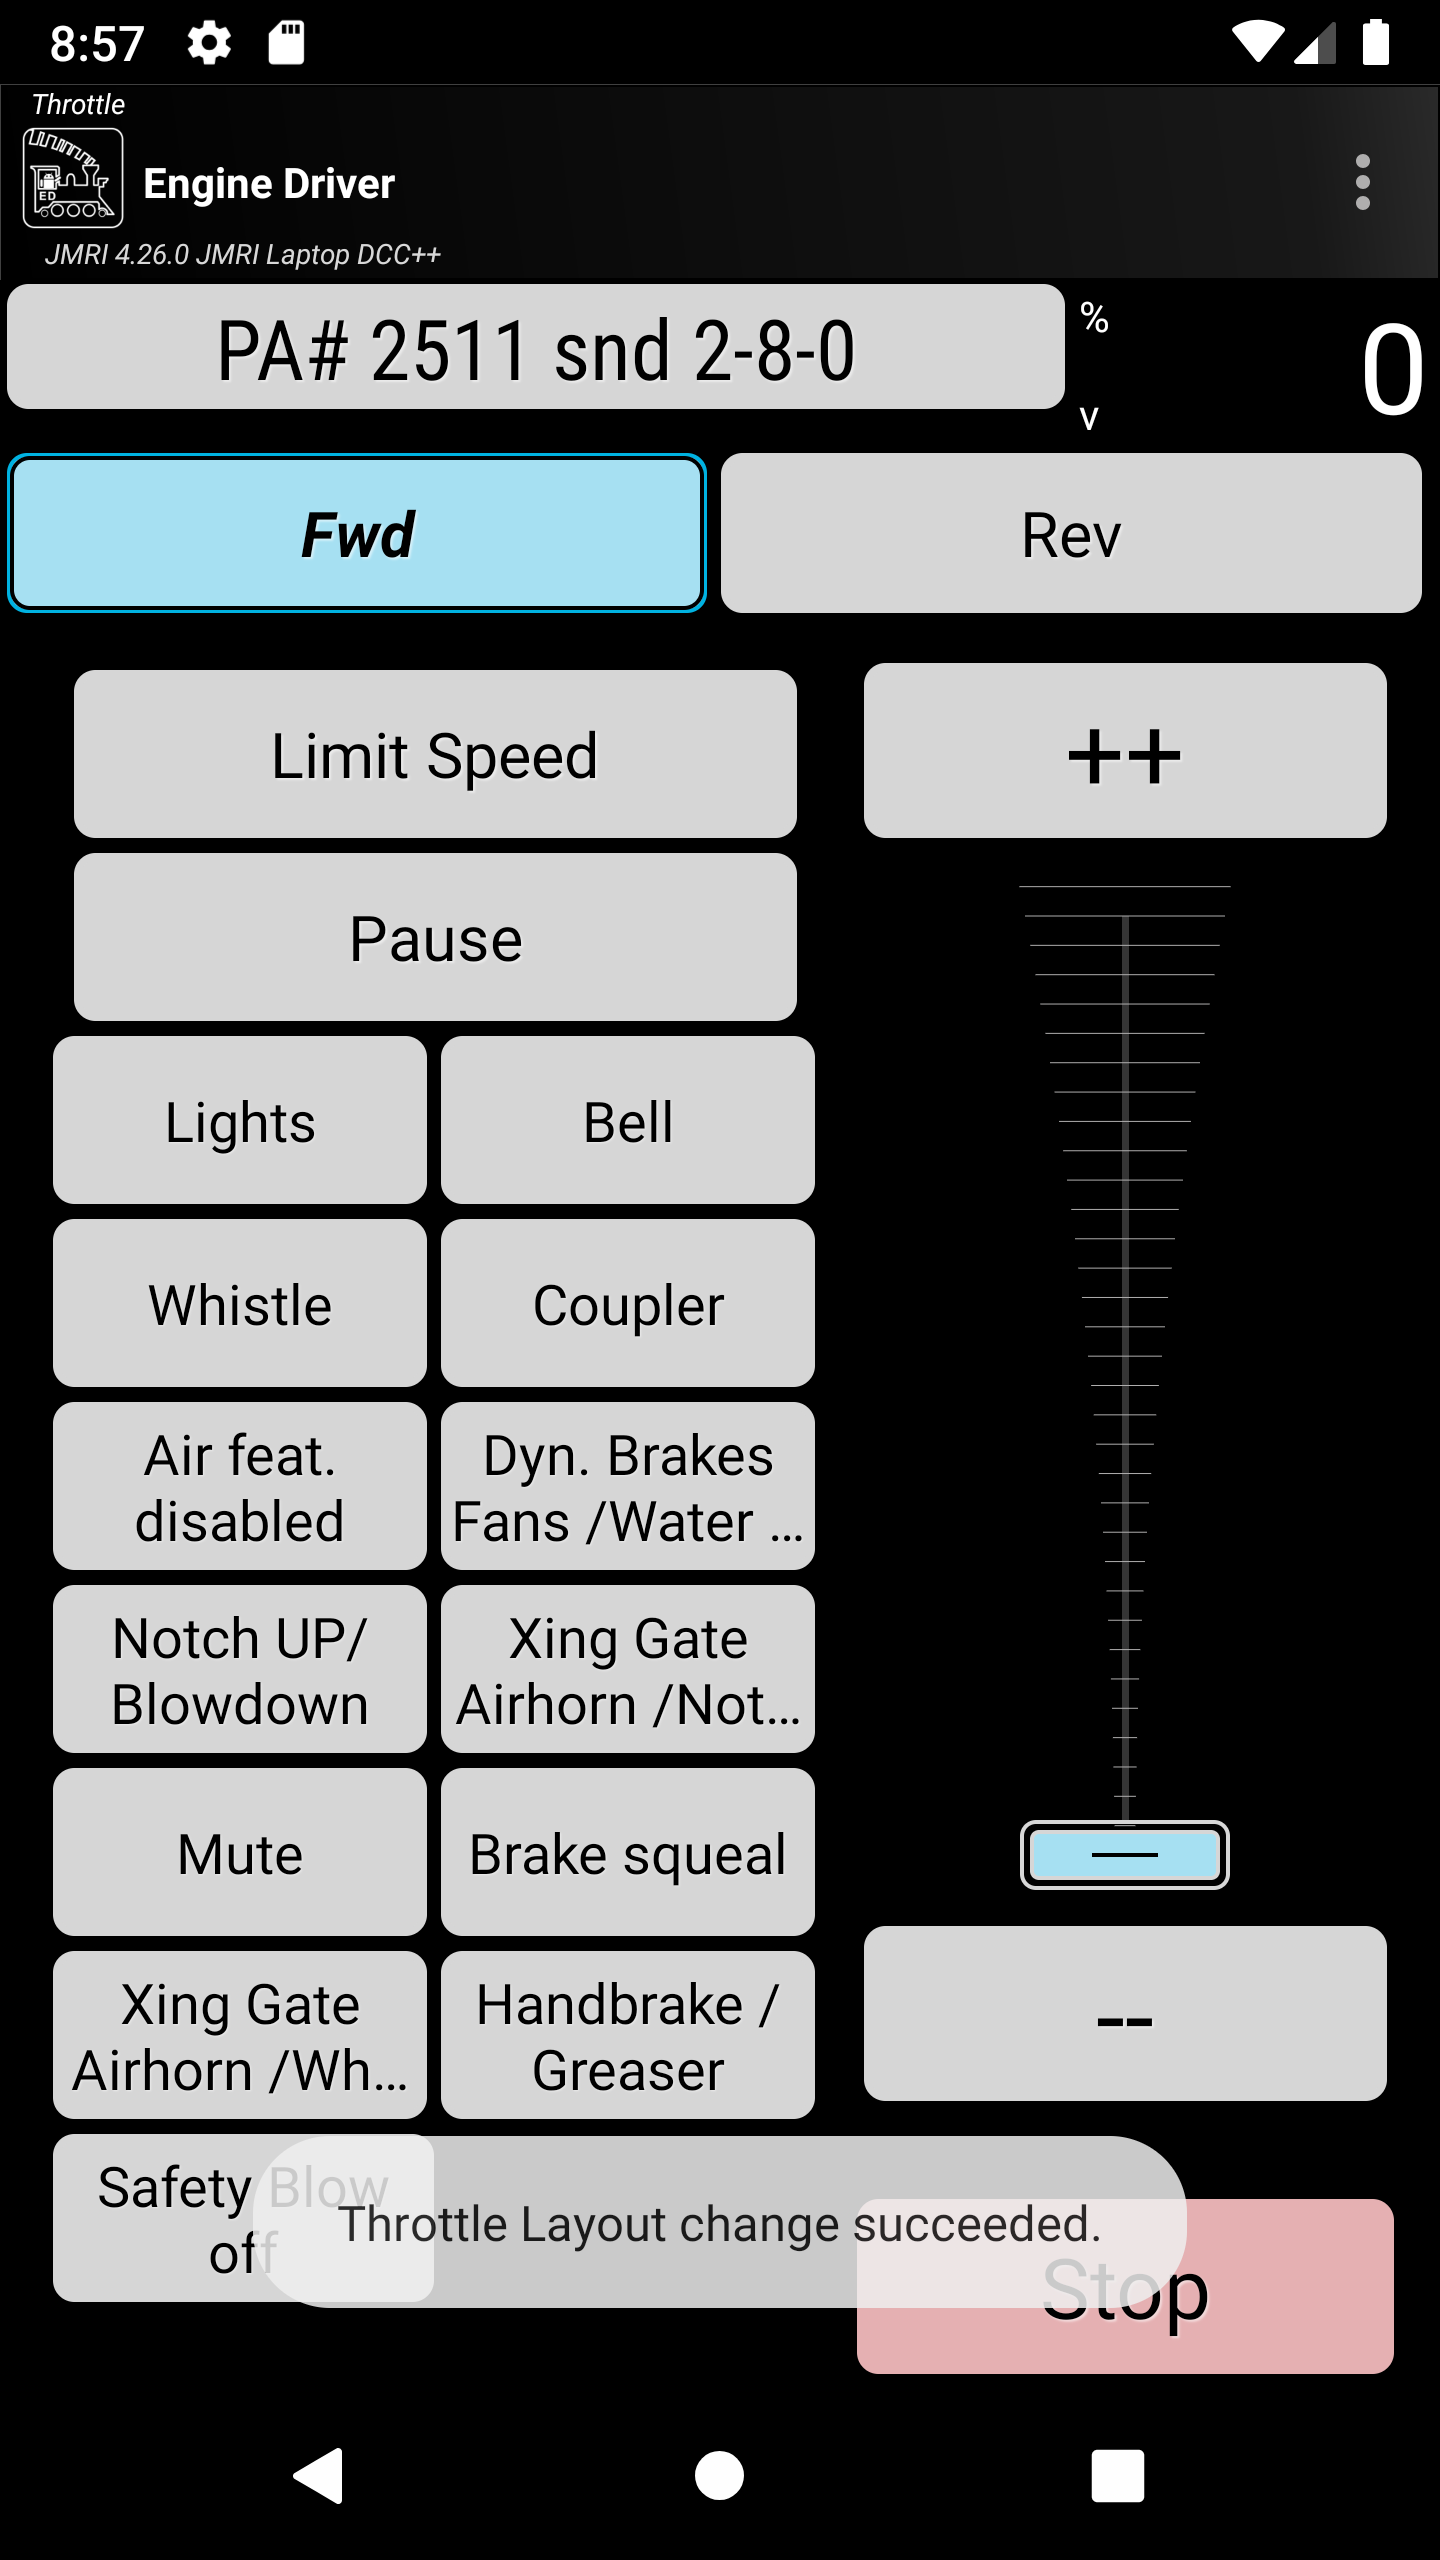 8:57
Throttle
ED
Engine Driver
JMRI 4.26.0 JMRI Laptop DCC++
PA# 2511 snd 2-8-0
%
v
0
Fwd
Rev
Limit Speed
++
Pause
Lights
Bell
Whistle
Coupler
Air feat.
disabled
Dyn. Brakes
Fans /Water ...
Notch UP/
Blowdown
Xing Gate
Airhorn /Not...
Mute
Brake squeal
Xing Gate
Airhorn /Wh...
Handbrake /
Greaser
--
Safety Blow
off
Throttle Layout change succeeded.
Stop